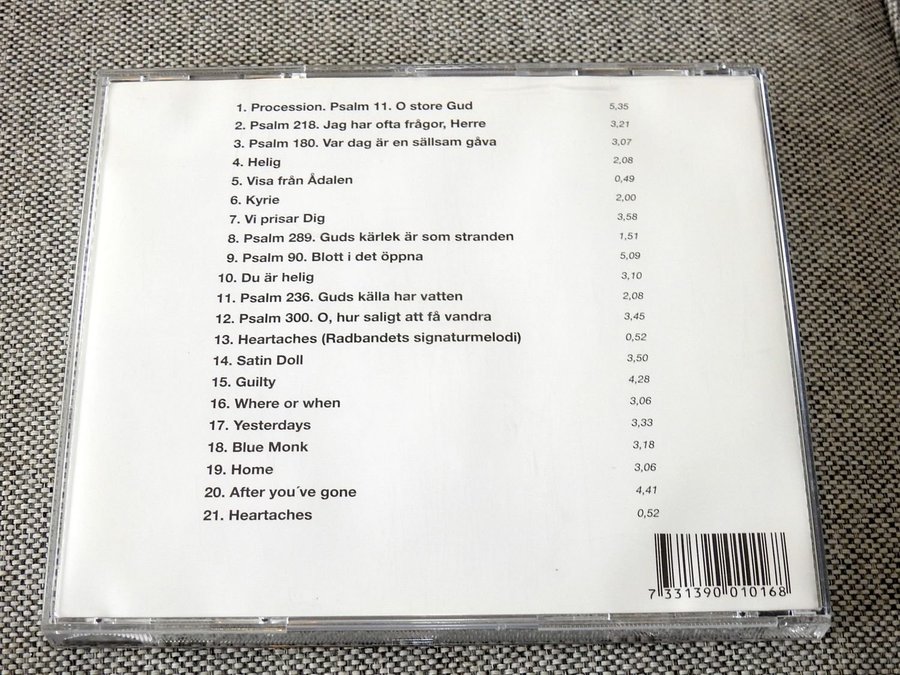 1. Procession. Psalm 11. O store Gud 5,35
2. Psalm 218. Jag har ofta frågor, Herre 3,21
3. Psalm 180. Var dag är en sällsam gåva 3,07
4. Helig 2,08
5. Visa från Ådalen 0,49
6. Kyrie 2,00
7. Vi prisar Dig 3,58
8. Psalm 289. Guds kärlek är som stranden 1,51
9. Psalm 90. Blott i det öppna 5,09
10. Du är helig 3,10
11. Psalm 236. Guds källa har vatten 2,08
12. Psalm 300. O, hur saligt att få vandra 3,45
13. Heartaches (Radbandets signaturmelodi) 0,52
14. Satin Doll 3,50
15. Guilty 4,28
16. Where or when 3,06
17. Yesterdays 3,33
18. Blue Monk 3,18
19. Home 3,06
20. After you´ve gone 4,41
21. Heartaches 0,52
7 331390 010168